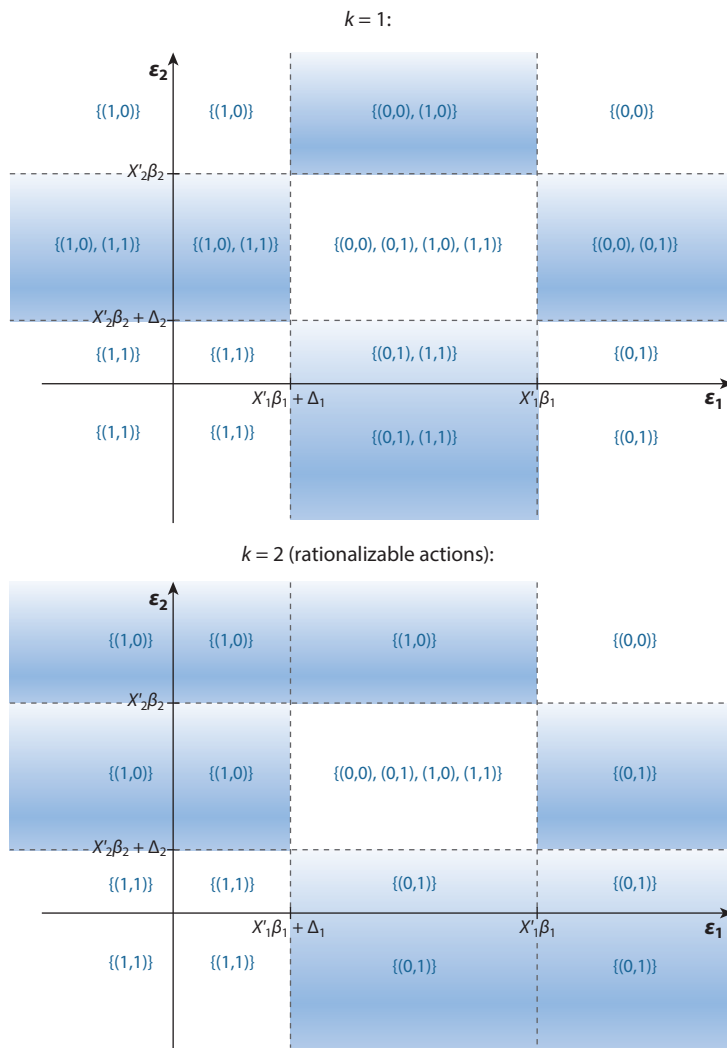 k = 1:
ε₂
{(1,0)} {(1,0)} {(0,0), (1,0)} {(0,0)}
X′₂β₂
{(1,0), (1,1)} {(1,0), (1,1)} {(0,0), (0,1), (1,0), (1,1)} {(0,0), (0,1)}
X′₂β₂ + Δ₂
{(1,1)} {(1,1)} {(0,1), (1,1)} {(0,1)}
X′₁β₁ + Δ₁ X′₁β₁ ε₁
{(1,1)} {(1,1)} {(0,1), (1,1)} {(0,1)}
k = 2 (rationalizable actions):
ε₂
{(1,0)} {(1,0)} {(1,0)} {(0,0)}
X′₂β₂
{(1,0)} {(1,0)} {(0,0), (0,1), (1,0), (1,1)} {(0,1)}
X′₂β₂ + Δ₂
{(1,1)} {(1,1)} {(0,1)} {(0,1)}
X′₁β₁ + Δ₁ X′₁β₁ ε₁
{(1,1)} {(1,1)} {(0,1)} {(0,1)}